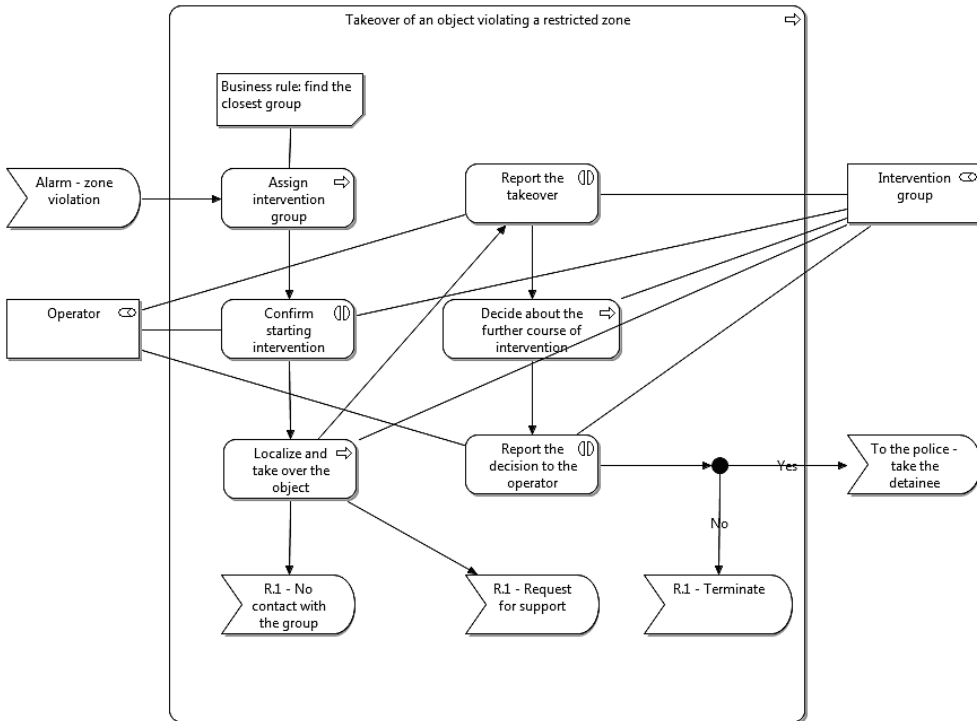 Takeover of an object violating a restricted zone
Business rule: find the
closest group
Alarm - zone
violation
Assign
intervention
group
Report the
takeover
Intervention
group
Operator
Confirm
starting
intervention
Decide about the
further course of
intervention
Localize and
take over the
object
Report the
decision to the
operator
Yes
To the police -
take the
detainee
No
R.1 - No
contact with
the group
R.1 - Request
for support
R.1 - Terminate